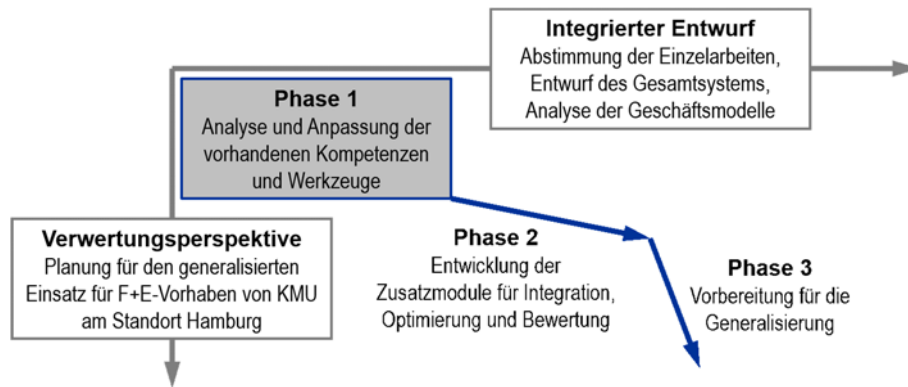 Integrierter Entwurf
Abstimmung der Einzelarbeiten,
Entwurf des Gesamtsystems,
Analyse der Geschäftsmodelle
Phase 1
Analyse und Anpassung der
vorhandenen Kompetenzen
und Werkzeuge
Verwertungsperspektive
Planung für den generalisierten
Einsatz für F+E-Vorhaben von KMU
am Standort Hamburg
Phase 2
Entwicklung der
Zusatzmodule für Integration,
Optimierung und Bewertung
Phase 3
Vorbereitung für die
Generalisierung